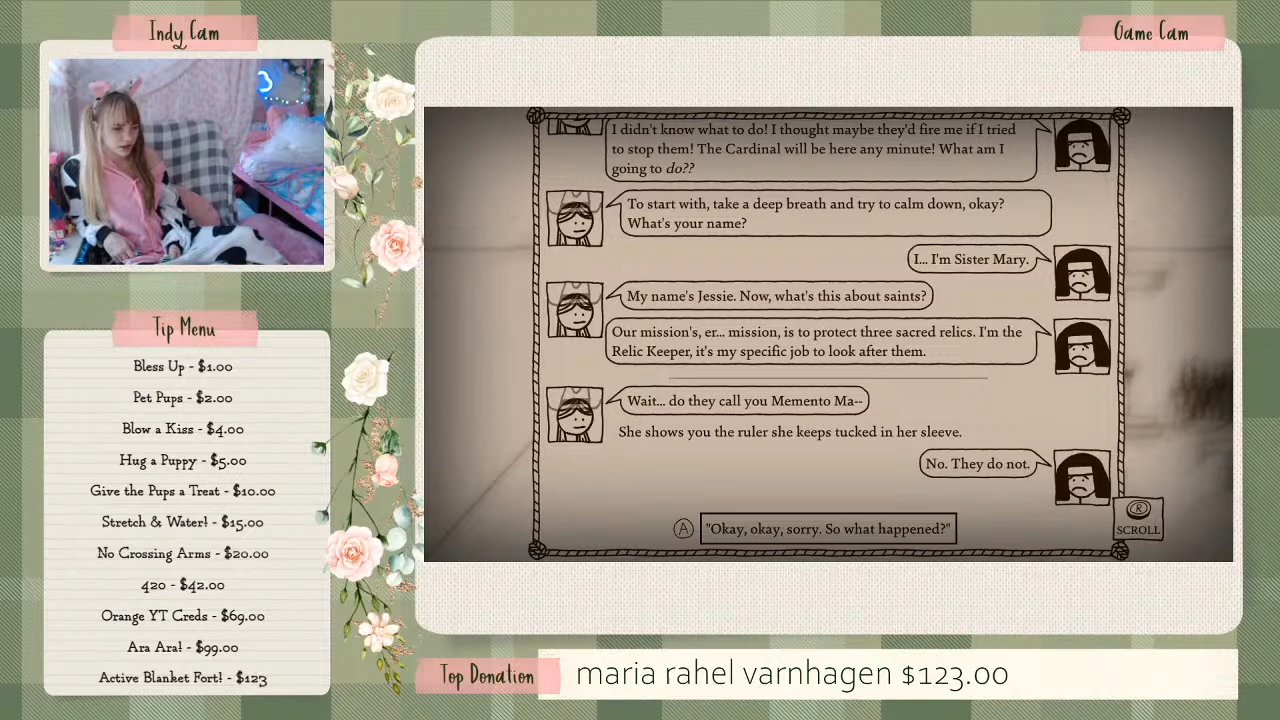 Indy Cam
Game Cam
I didn't know what to do! I thought maybe they'd fire me if I tried
to stop them! The Cardinal will be here any minute! What am I
going to do??
To start with, take a deep breath and try to calm down, okay?
What's your name?
I... I'm Sister Mary.
My name's Jessie. Now, what's this about saints?
Our mission's, er... mission, is to protect three sacred relics. I'm the
Relic Keeper, it's my specific job to look after them.
Wait... do they call you Memento Ma--
She shows you the ruler she keeps tucked in her sleeve.
No. They do not.
A "Okay, okay, sorry. So what happened?"
R
SCROLL
Tip Menu
Bless Up - $1.00
Pet Pups - $2.00
Blow a Kiss - $4.00
Hug a Puppy - $5.00
Give the Pups a Treat - $10.00
Stretch & Water! - $15.00
No Crossing Arms - $20.00
420 - $42.00
Orange YT Creds - $69.00
Ara Ara! - $99.00
Active Blanket Fort! - $123
Top Donation
maria rahel varnhagen $123.00